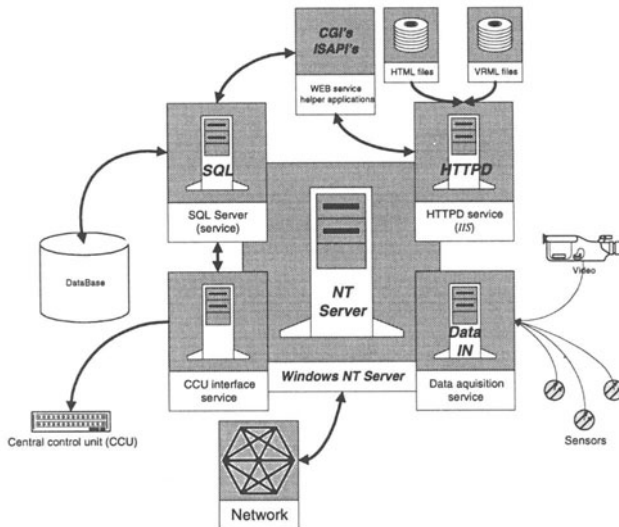 CGI's
ISAPI's
WEB service
helper applications
HTML files
VRML files
SQL
SQL Server
(service)
HTTPD
HTTPD service
(IIS)
Video
DataBase
NT
Server
Windows NT Server
CCU interface
service
Data
IN
Data aquisition
service
Central control unit (CCU)
Sensors
Network